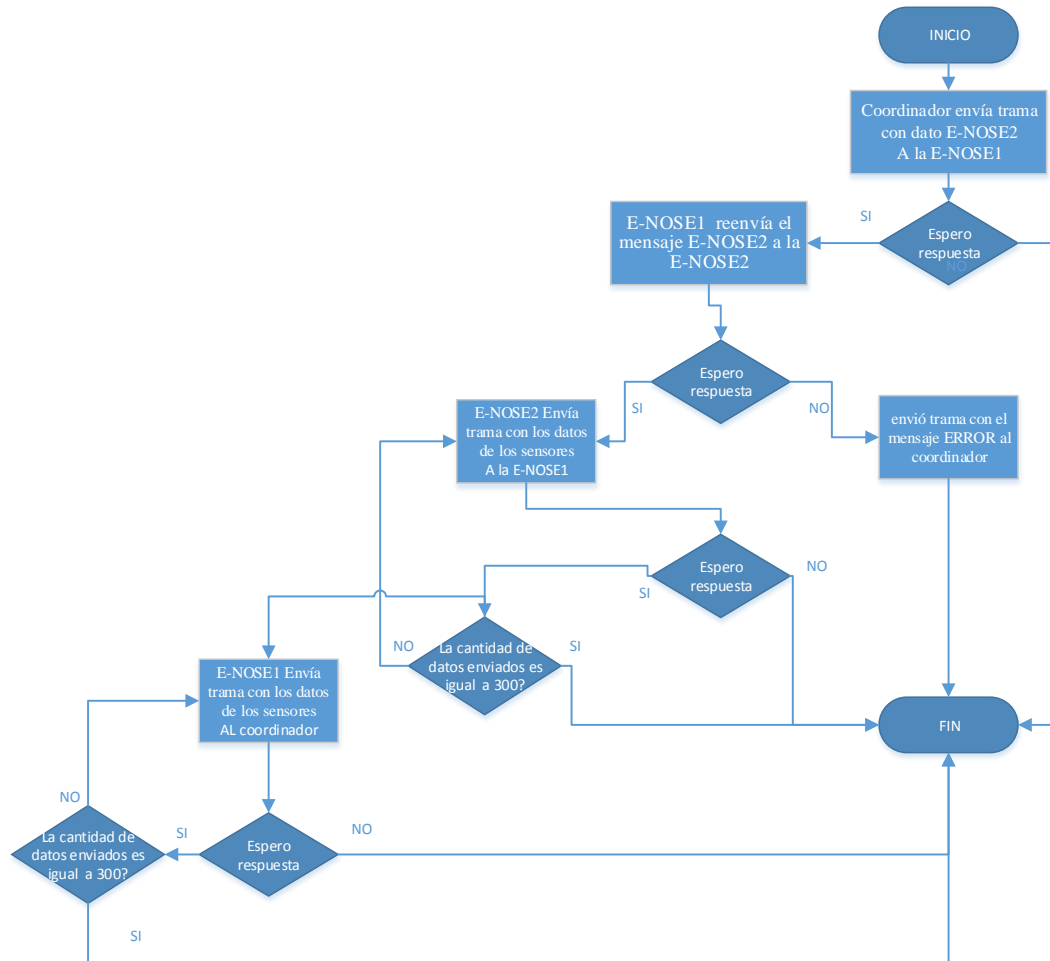 INICIO
Coordinador envía trama
con dato E-NOSE2
A la E-NOSE1
SI
Espero
respuesta
NO
E-NOSE1 reenvía el
mensaje E-NOSE2 a la
E-NOSE2
Espero
respuesta
SI
NO
E-NOSE2 Envía
trama con los datos
de los sensores
A la E-NOSE1
envió trama con el
mensaje ERROR al
coordinador
Espero
respuesta
NO
SI
NO
La cantidad de
datos enviados es
igual a 300?
SI
E-NOSE1 Envía
trama con los datos
de los sensores
AL coordinador
FIN
NO
La cantidad de
datos enviados es
igual a 300?
SI
Espero
respuesta
NO
SI